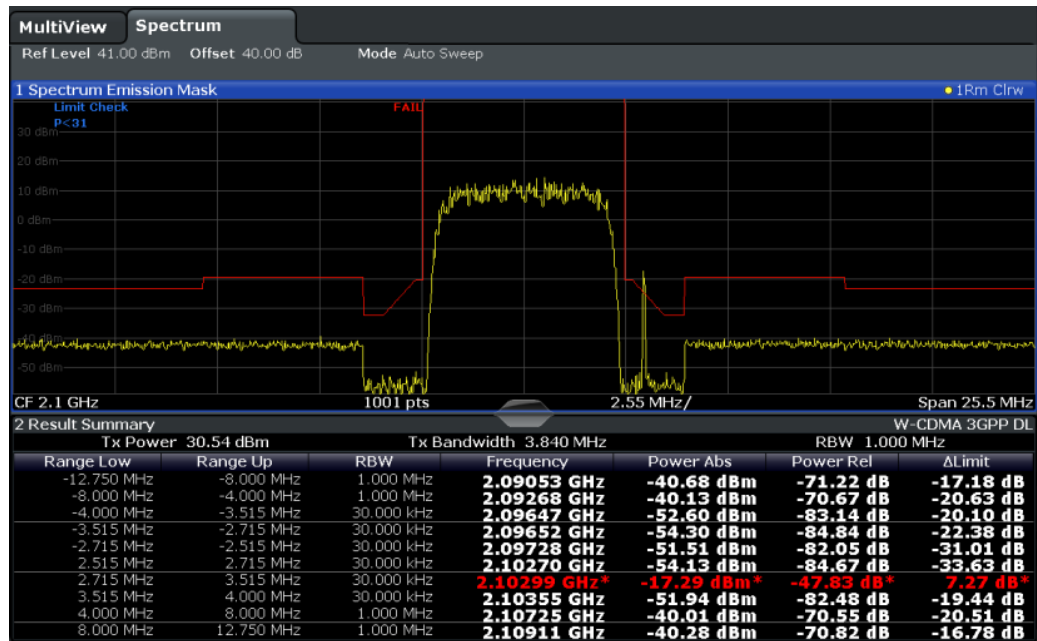 MultiView Spectrum
Ref Level 41.00 dBm Offset 40.00 dB Mode Auto Sweep
1 Spectrum Emission Mask 1Rm Clrw
Limit Check FAIL
P<31
30 dBm
20 dBm
10 dBm
0 dBm
-10 dBm
-20 dBm
-30 dBm
-40 dBm
-50 dBm
CF 2.1 GHz 1001 pts 2.55 MHz/ Span 25.5 MHz
2 Result Summary W-CDMA 3GPP DL
Tx Power 30.54 dBm Tx Bandwidth 3.840 MHz RBW 1.000 MHz
Range Low Range Up RBW Frequency Power Abs Power Rel ΔLimit
-12.750 MHz -8.000 MHz 1.000 MHz 2.09053 GHz -40.68 dBm -71.22 dB -17.18 dB
-8.000 MHz -4.000 MHz 1.000 MHz 2.09268 GHz -40.13 dBm -70.67 dB -20.63 dB
-4.000 MHz -3.515 MHz 30.000 kHz 2.09647 GHz -52.60 dBm -83.14 dB -20.10 dB
-3.515 MHz -2.715 MHz 30.000 kHz 2.09652 GHz -54.30 dBm -84.84 dB -22.38 dB
-2.715 MHz -2.515 MHz 30.000 kHz 2.09728 GHz -51.51 dBm -82.05 dB -31.01 dB
2.515 MHz 2.715 MHz 30.000 kHz 2.10270 GHz -54.13 dBm -84.67 dB -33.63 dB
2.715 MHz 3.515 MHz 30.000 kHz 2.10299 GHz* -17.29 dBm* -47.83 dB* 7.27 dB*
3.515 MHz 4.000 MHz 30.000 kHz 2.10355 GHz -51.94 dBm -82.48 dB -19.44 dB
4.000 MHz 8.000 MHz 1.000 MHz 2.10725 GHz -40.01 dBm -70.55 dB -20.51 dB
8.000 MHz 12.750 MHz 1.000 MHz 2.10911 GHz -40.28 dBm -70.82 dB -16.78 dB